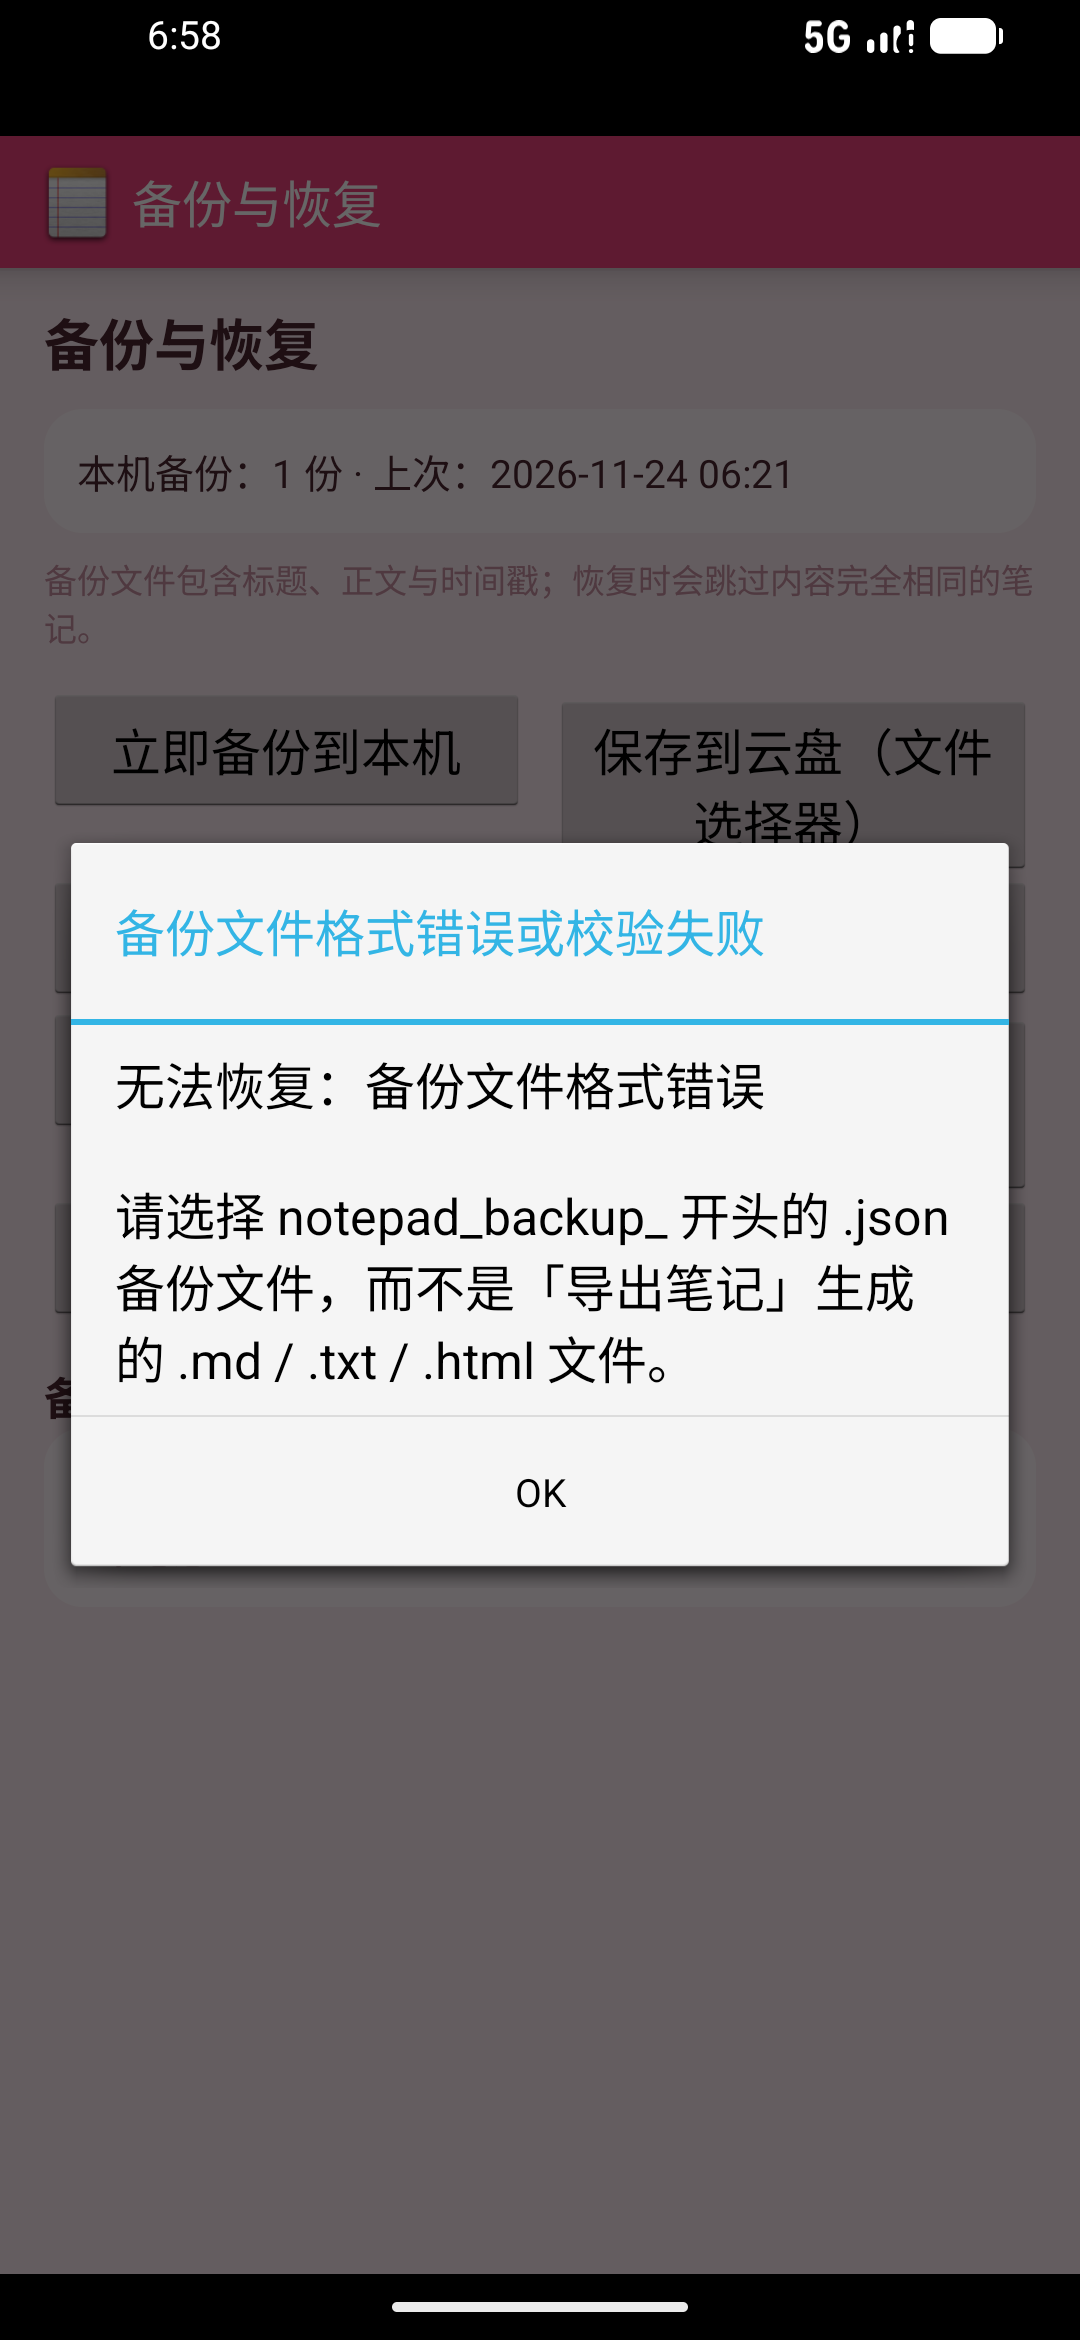 6:58
5G
备份与恢复
备份与恢复
本机备份：1 份 · 上次：2026-11-24 06:21
备份文件包含标题、正文与时间戳；恢复时会跳过内容完全相同的笔
记。
立即备份到本机
保存到云盘（文件
选择器）
备份文件格式错误或校验失败
无法恢复：备份文件格式错误
请选择 notepad_backup_ 开头的 .json
备份文件，而不是「导出笔记」生成
的 .md / .txt / .html 文件。
OK